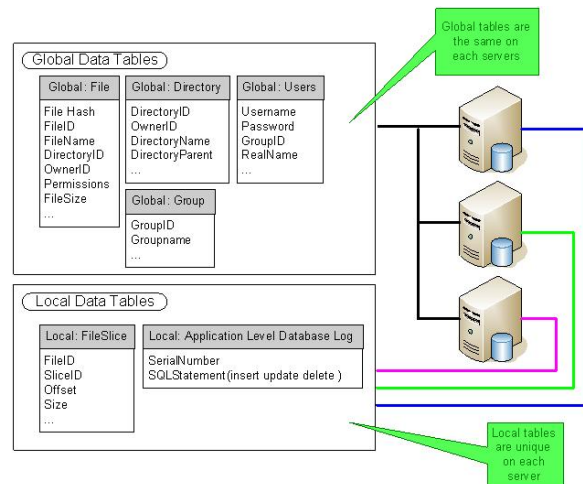 Global tables are
the same on
each servers
Global Data Tables
Global: File
File Hash
FileID
FileName
DirectoryID
OwnerID
Permissions
FileSize
...
Global: Directory
DirectoryID
OwnerID
DirectoryName
DirectoryParent
...
Global: Users
Username
Password
GroupID
RealName
...
Global: Group
GroupID
Groupname
...
Local Data Tables
Local: FileSlice
FileID
SliceID
Offset
Size
...
Local: Application Level Database Log
SerialNumber
SQLStatement(insert update delete )
Local tables
are unique
on each
server